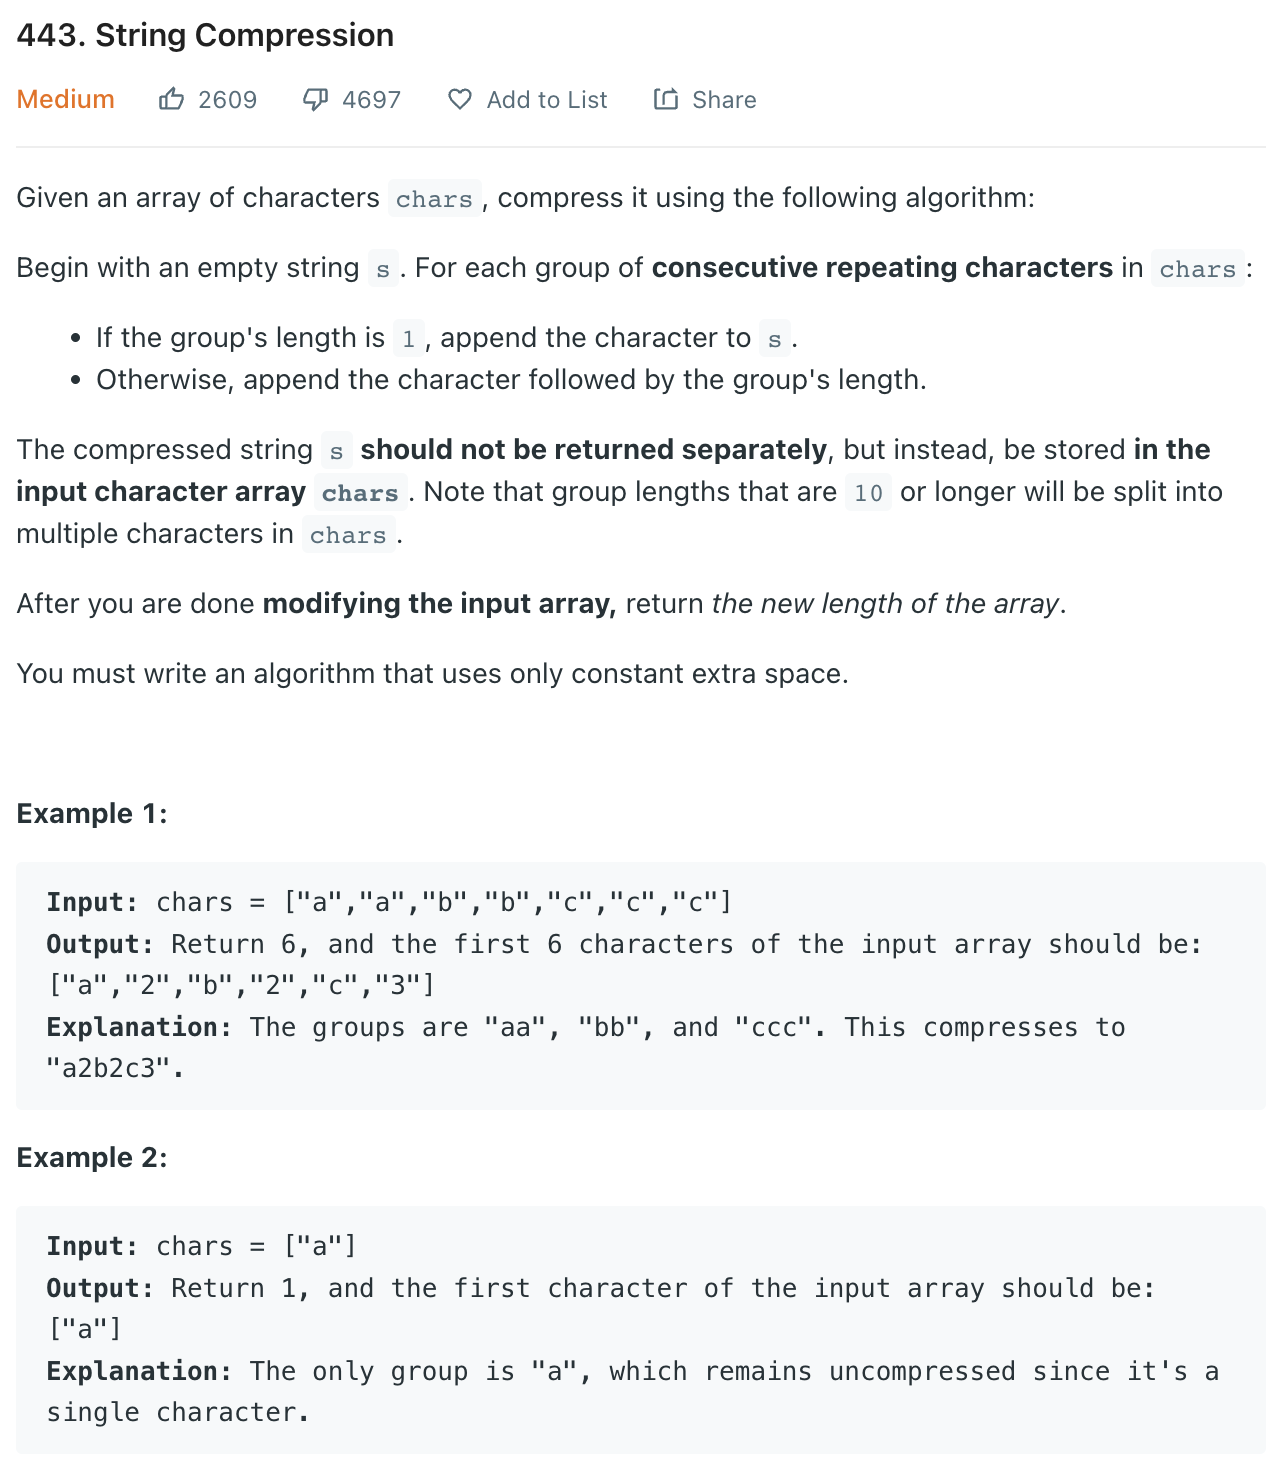 443. String Compression
Medium 2609 4697 Add to List Share
Given an array of characters chars, compress it using the following algorithm:
Begin with an empty string s. For each group of consecutive repeating characters in chars:
• If the group's length is 1, append the character to s.
• Otherwise, append the character followed by the group's length.
The compressed string s should not be returned separately, but instead, be stored in the
input character array chars. Note that group lengths that are 10 or longer will be split into
multiple characters in chars.
After you are done modifying the input array, return the new length of the array.
You must write an algorithm that uses only constant extra space.
Example 1:
Input: chars = ["a","a","b","b","c","c","c"]
Output: Return 6, and the first 6 characters of the input array should be:
["a","2","b","2","c","3"]
Explanation: The groups are "aa", "bb", and "ccc". This compresses to
"a2b2c3".
Example 2:
Input: chars = ["a"]
Output: Return 1, and the first character of the input array should be:
["a"]
Explanation: The only group is "a", which remains uncompressed since it's a
single character.